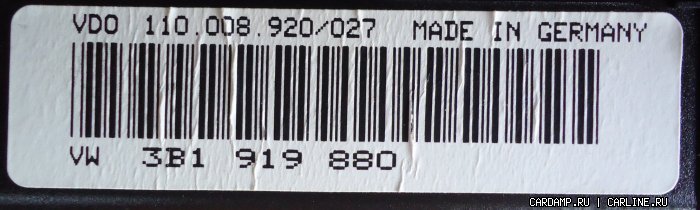 VDO 110.008.920/027 MADE IN GERMANY
VW 3B1 919 880
CARDAMP.RU | CARLINE.RU